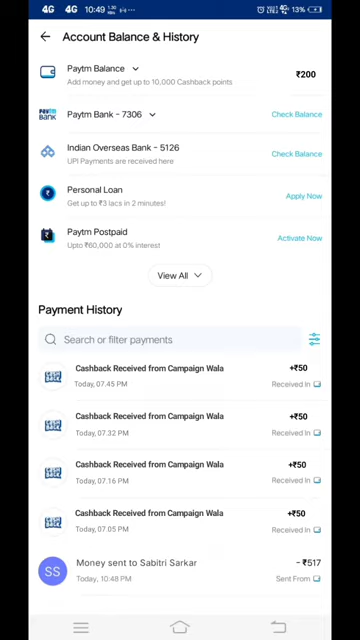 4G 4G 10:49 1.30 KB/s 4G 13%
Account Balance & History
Paytm Balance
Add money and get up to 10,000 Cashback points
₹200
Paytm BANK
Paytm Bank - 7306
Check Balance
Indian Overseas Bank - 5126
UPI Payments are received here
Check Balance
Personal Loan
Get up to ₹3 lacs in 2 minutes!
Apply Now
Paytm Postpaid
Upto ₹60,000 at 0% interest
Activate Now
View All
Payment History
Search or filter payments
Cashback Received from Campaign Wala
+₹50
Today, 07.45 PM
Received In
Cashback Received from Campaign Wala
+₹50
Today, 07.32 PM
Received In
Cashback Received from Campaign Wala
+₹50
Today, 07.16 PM
Received In
Cashback Received from Campaign Wala
+₹50
Today, 07.05 PM
Received In
SS
Money sent to Sabitri Sarkar
- ₹517
Today, 10:48 PM
Sent From